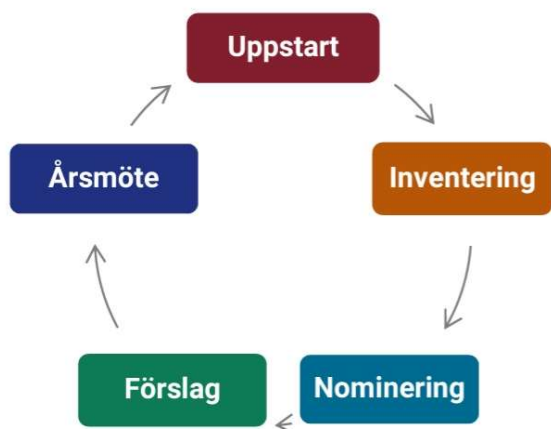 Uppstart
Inventering
Nominering
Förslag
Årsmöte